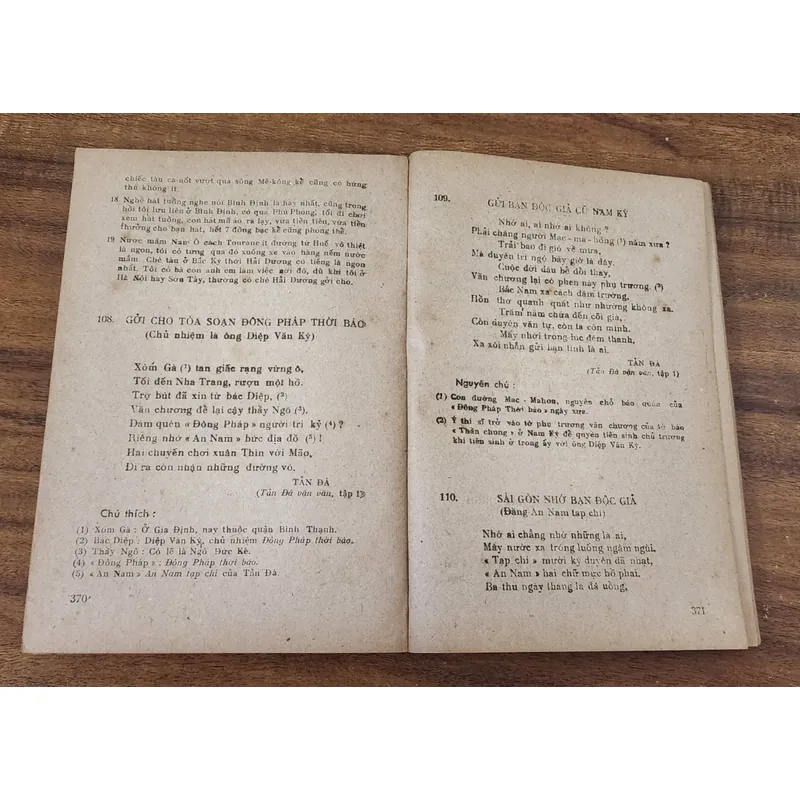 chiếc tàu ca-nốt vượt qua sông Mê-kông kể cũng có hứng
thú không ít.
18. Nghề hát tuồng nghe nói Bình Định là hay nhất, cũng trong
hồi tôi lưu liên ở Bình Định, có qua Phù Phong, tối đi chơi
xem hát tuồng, con hát mũ áo ra lạy, vừa tiền tiêu, vừa tiền
thưởng cho bạn hát, hết 7 đồng bạc kể cũng phong thể.
19 Nước mắm Nam Ô cách Tourane ít đường từ Huế vô thiệt
là ngon, tôi có từng qua đó xuống xe vào hàng nếm nước
mắm. Chè tàu ở Bắc Kỳ thời Hải Dương có tiếng là ngon
nhất. Tôi có bà con anh em làm việc nơi đó, dù khi tôi ở
Hà Nội hay Sơn Tây, thường có chè Hải Dương gởi cho.
108. GỞI CHO TÒA SOẠN ĐÔNG PHÁP THỜI BÁO
(Chủ nhiệm là ông Diệp Văn Kỳ)
Xóm Gà (¹) tan giấc rạng vừng ô,
Tối đến Nha Trang, rượu một hồ.
Trợ bút đã xin từ bác Diệp, (²)
Văn chương để lại cậy thầy Ngô (³).
Dám quên « Đông Pháp » người tri kỷ (⁴) ?
Riêng nhớ « An Nam » bức địa đồ (⁵) !
Hai chuyến chơi xuân Thìn với Mão,
Đi ra còn nhận những đường vô.
TẢN ĐÀ
(Tản Đà vận văn, tập 1)
Chú thích :
(1) Xóm Gà : Ở Gia Định, nay thuộc quận Bình Thạnh.
(2) Bác Diệp : Diệp Văn Kỳ, chủ nhiệm Đông Pháp thời báo.
(3) Thầy Ngô : Có lẽ là Ngô Đức Kế.
(4) « Đông Pháp » : Đông Pháp thời báo.
(5) « An Nam » An Nam tạp chí của Tản Đà.
370
109. GỬI BẠN ĐỘC GIẢ CŨ NAM KỲ
Nhớ ai, ai nhớ ai không ?
Phải chăng người Mac - ma - hông (¹) năm xưa ?
Trải bao đi gió về mưa,
Mà duyên tri ngộ bây giờ là đây.
Cuộc đời dâu bể đổi thay,
Văn chương lại có phen này phụ trương. (²)
Bắc Nam xa cách dặm trường,
Hồn thơ quanh quất như nhường không xa.
Trăm năm chưa đến cõi già,
Còn duyên văn tự, còn ta còn mình.
Mấy nhời trong lúc đêm thanh,
Xa xôi nhắn gửi bạn tình là ai.
TẢN ĐÀ
(Tản Đà vận văn, tập 1)
Nguyên chú :
(1) Con đường Mac - Mahon, nguyên chỗ báo quán của
« Đông Pháp Thời báo » ngày xưa.
(2) Ý thi sĩ trở vào tờ phụ trương văn chương của tờ báo
« Thần chung » ở Nam Kỳ để quyền tiên sinh chủ trương
khi tiên sinh ở trong ấy với ông Diệp Văn Kỳ.
110. SÀI GÒN NHỚ BẠN ĐỘC GIẢ
(Đăng An Nam tạp chí)
Nhớ ai chẳng nhớ những là ai,
Mây nước xa trông luống ngậm ngùi.
« Tạp chí » mười kỳ duyên đã nhạt,
« An Nam » hai chữ mực hồ phai.
Ba thu ngày tháng là đá uổng,
371